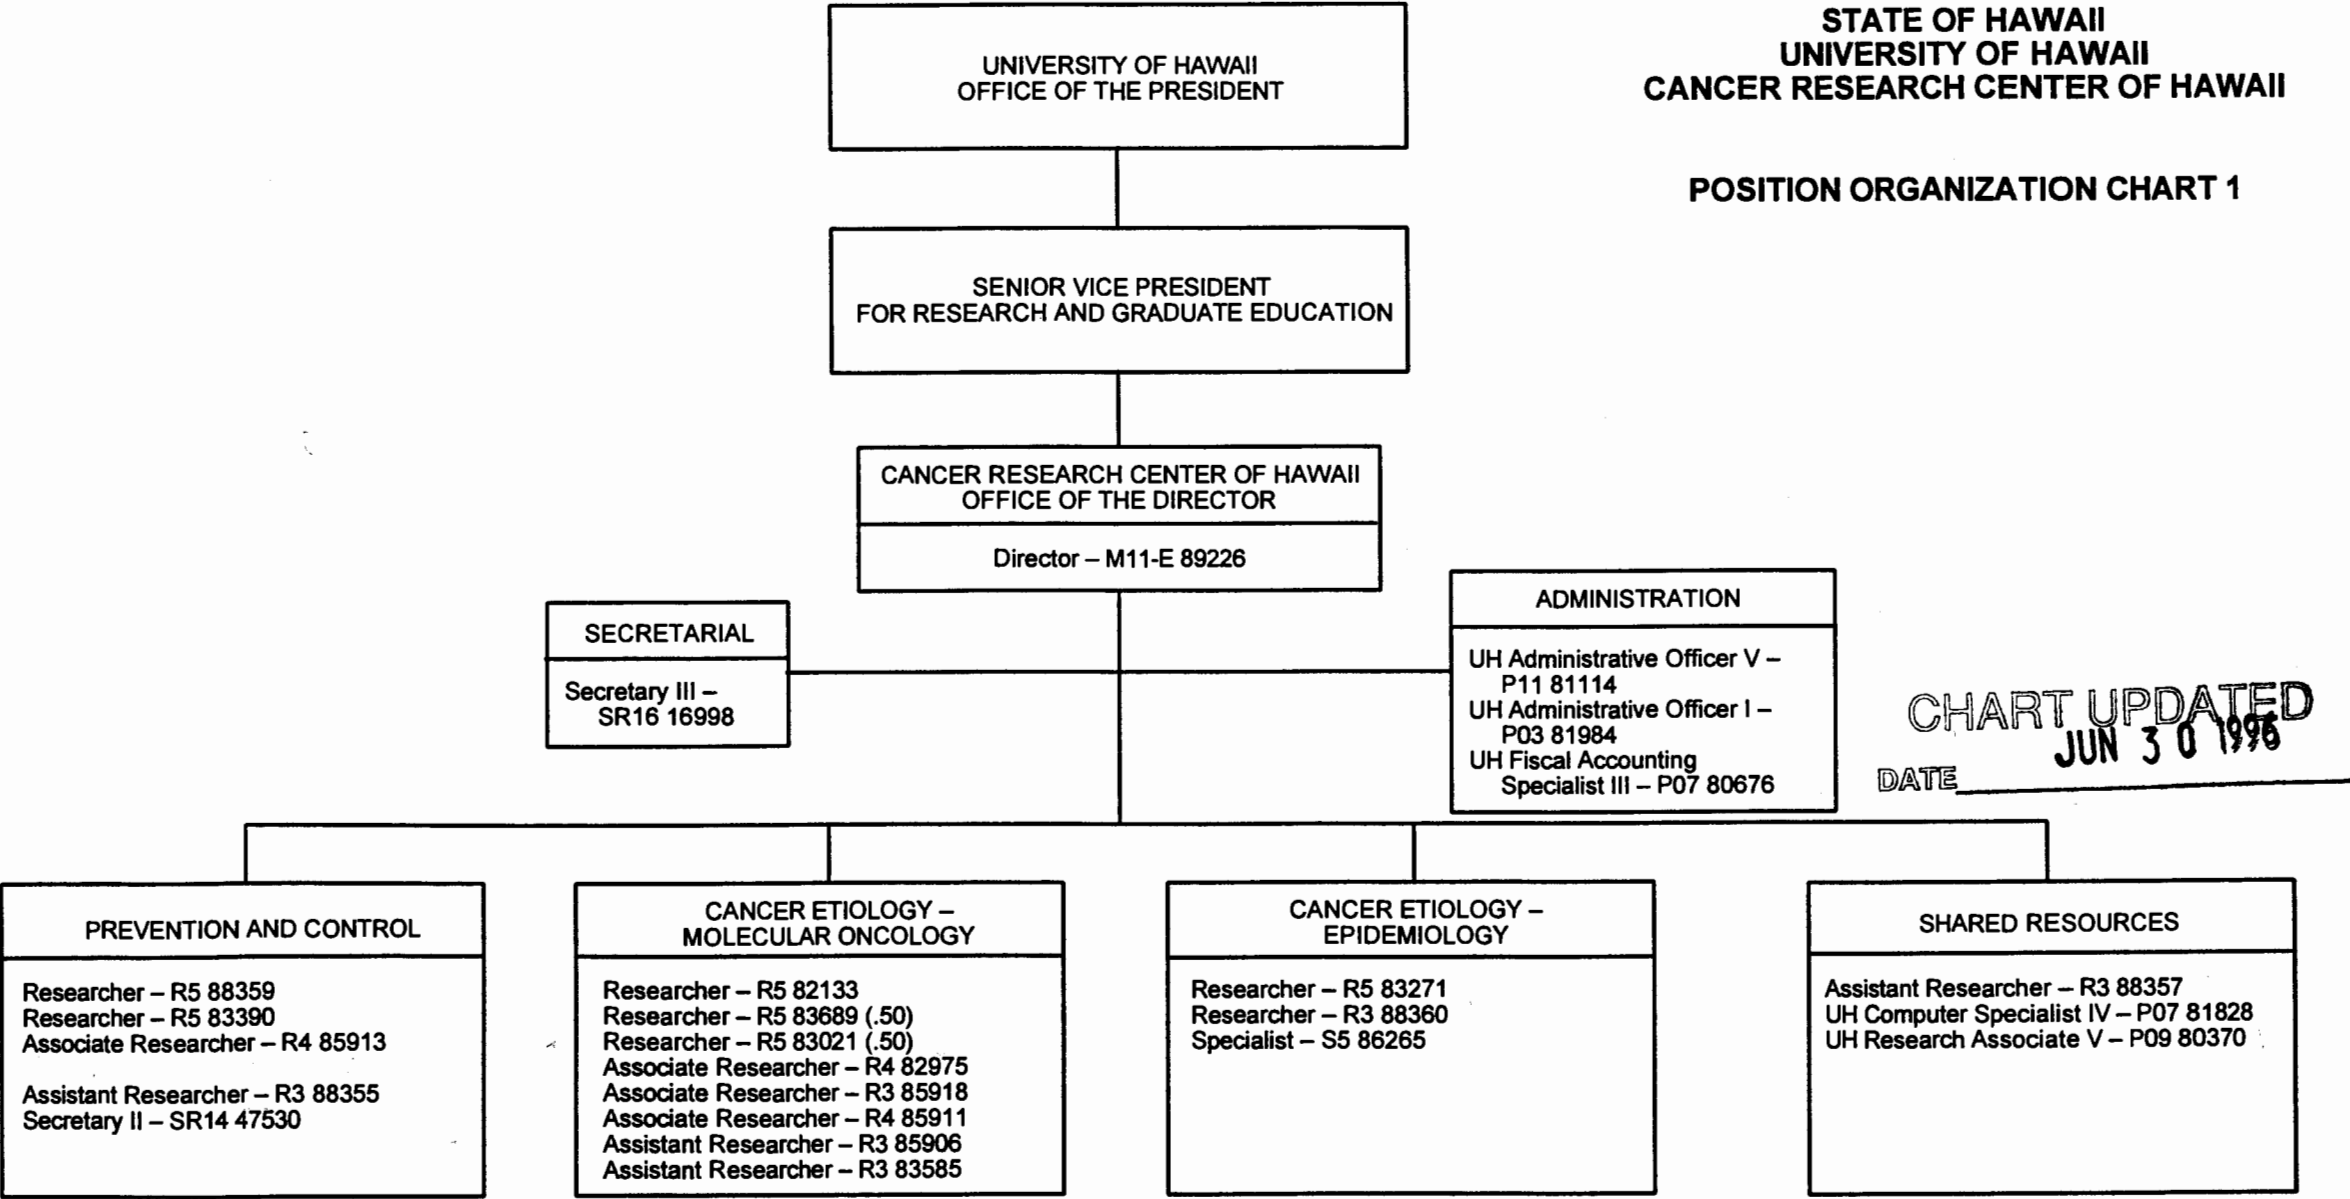 STATE OF HAWAII
UNIVERSITY OF HAWAII
CANCER RESEARCH CENTER OF HAWAII
POSITION ORGANIZATION CHART 1
UNIVERSITY OF HAWAII
OFFICE OF THE PRESIDENT
SENIOR VICE PRESIDENT
FOR RESEARCH AND GRADUATE EDUCATION
CANCER RESEARCH CENTER OF HAWAII
OFFICE OF THE DIRECTOR
Director – M11-E 89226
SECRETARIAL
Secretary III –
SR16 16998
ADMINISTRATION
UH Administrative Officer V –
P11 81114
UH Administrative Officer I –
P03 81984
UH Fiscal Accounting
Specialist III – P07 80676
CHART UPDATED
JUN 30 1996
DATE
PREVENTION AND CONTROL
Researcher – R5 88359
Researcher – R5 83390
Associate Researcher – R4 85913
Assistant Researcher – R3 88355
Secretary II – SR14 47530
CANCER ETIOLOGY –
MOLECULAR ONCOLOGY
Researcher – R5 82133
Researcher – R5 83689 (.50)
Researcher – R5 83021 (.50)
Associate Researcher – R4 82975
Associate Researcher – R3 85918
Associate Researcher – R4 85911
Assistant Researcher – R3 85906
Assistant Researcher – R3 83585
CANCER ETIOLOGY –
EPIDEMIOLOGY
Researcher – R5 83271
Researcher – R3 88360
Specialist – S5 86265
SHARED RESOURCES
Assistant Researcher – R3 88357
UH Computer Specialist IV – P07 81828
UH Research Associate V – P09 80370